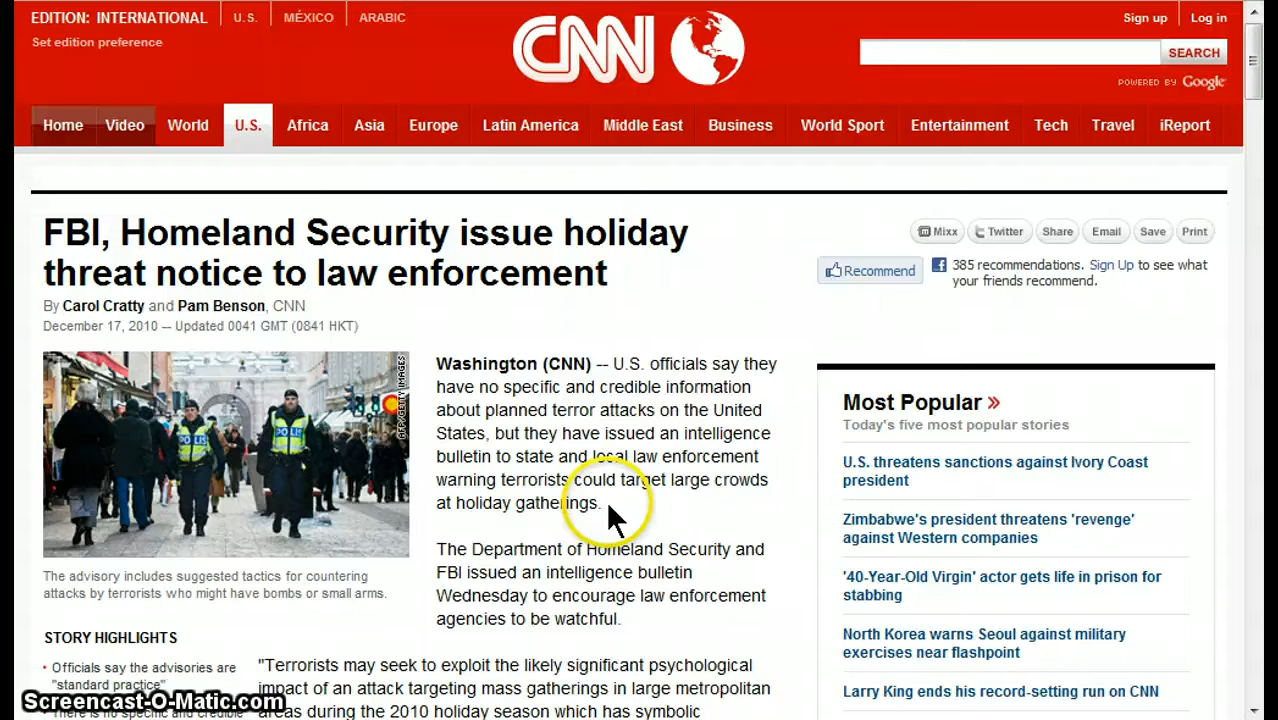 EDITION: INTERNATIONAL
U.S.
MÉXICO
ARABIC
Set edition preference
CNN
Sign up
Log in
SEARCH
POWERED BY Google
Home
Video
World
U.S.
Africa
Asia
Europe
Latin America
Middle East
Business
World Sport
Entertainment
Tech
Travel
iReport
FBI, Homeland Security issue holiday
threat notice to law enforcement
By Carol Cratty and Pam Benson, CNN
December 17, 2010 -- Updated 0041 GMT (0841 HKT)
Mixx
Twitter
Share
Email
Save
Print
Recommend
385 recommendations. Sign Up to see what
your friends recommend.
POLIS
POLIS
AFP/GETTY IMAGES
The advisory includes suggested tactics for countering
attacks by terrorists who might have bombs or small arms.
STORY HIGHLIGHTS
Officials say the advisories are
"standard practice"
There is no specific and credible
Washington (CNN) -- U.S. officials say they
have no specific and credible information
about planned terror attacks on the United
States, but they have issued an intelligence
bulletin to state and local law enforcement
warning terrorists could target large crowds
at holiday gatherings.
The Department of Homeland Security and
FBI issued an intelligence bulletin
Wednesday to encourage law enforcement
agencies to be watchful.
"Terrorists may seek to exploit the likely significant psychological
impact of an attack targeting mass gatherings in large metropolitan
areas during the 2010 holiday season which has symbolic
Most Popular »
Today's five most popular stories
U.S. threatens sanctions against Ivory Coast
president
Zimbabwe's president threatens 'revenge'
against Western companies
'40-Year-Old Virgin' actor gets life in prison for
stabbing
North Korea warns Seoul against military
exercises near flashpoint
Larry King ends his record-setting run on CNN
Screencast-O-Matic.com